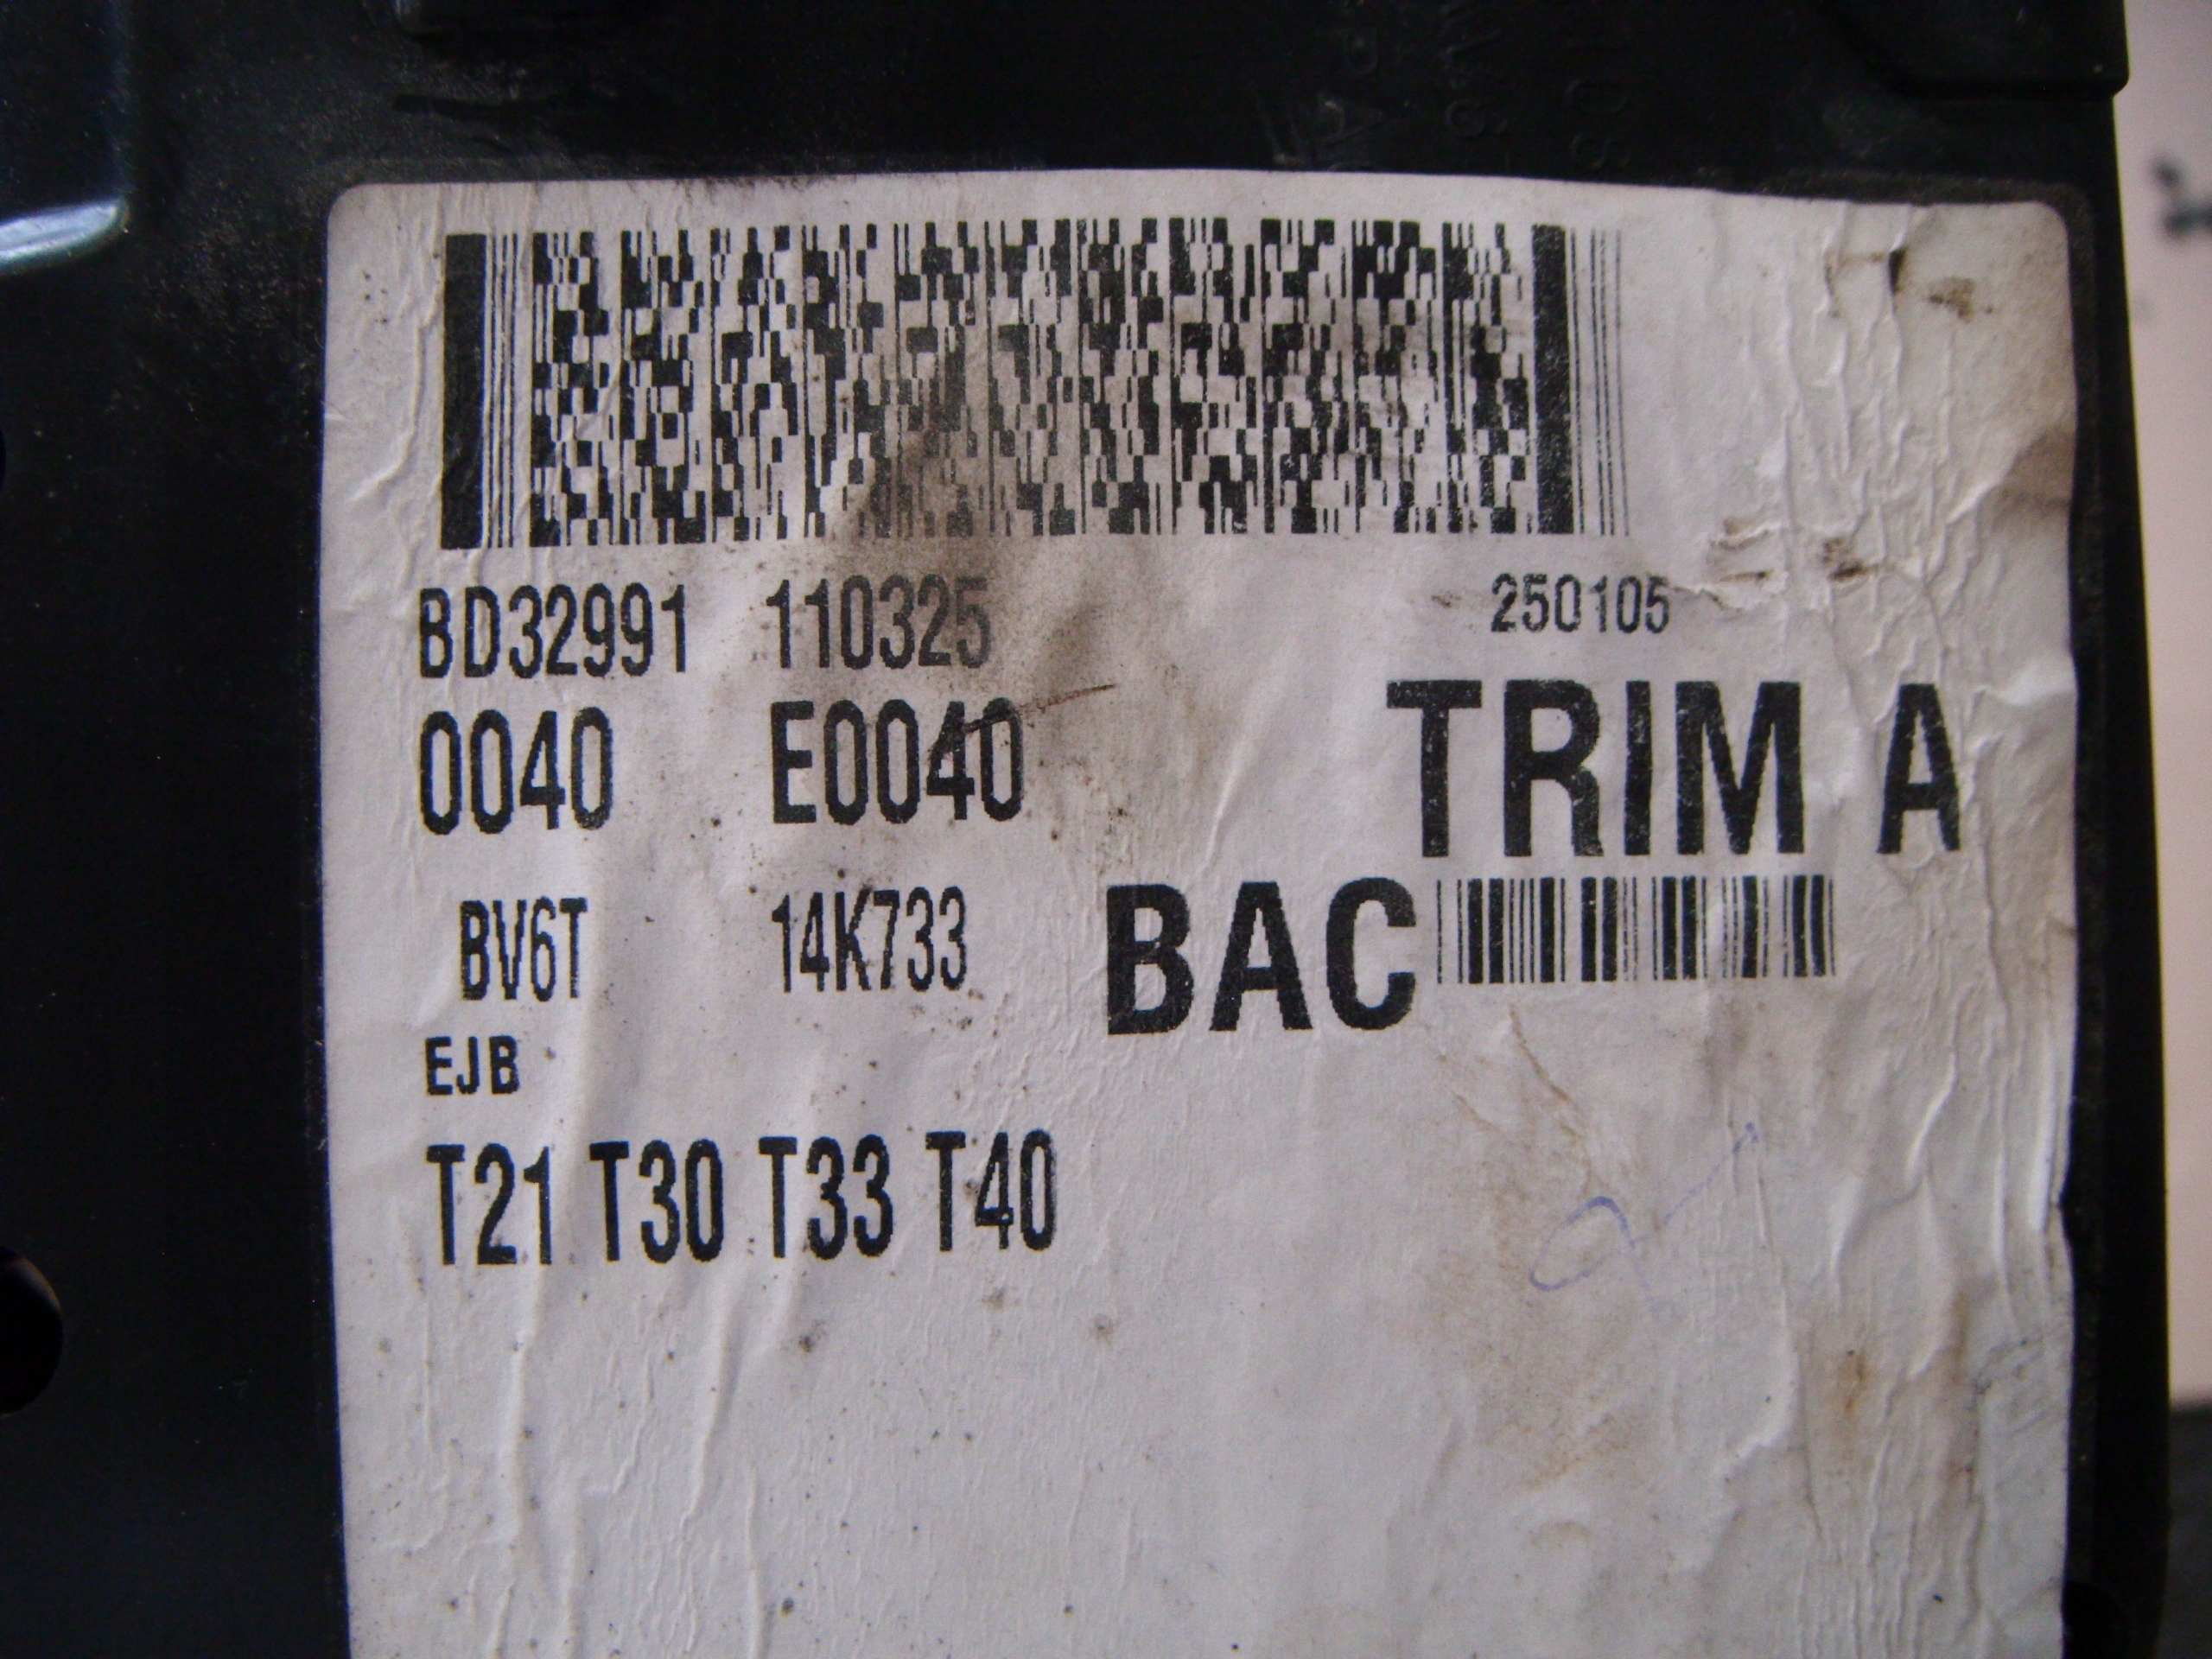 BD32991 110325 250105
0040 E0040 TRIM A
BV6T 14K733 BAC
EJB
T21 T30 T33 T40